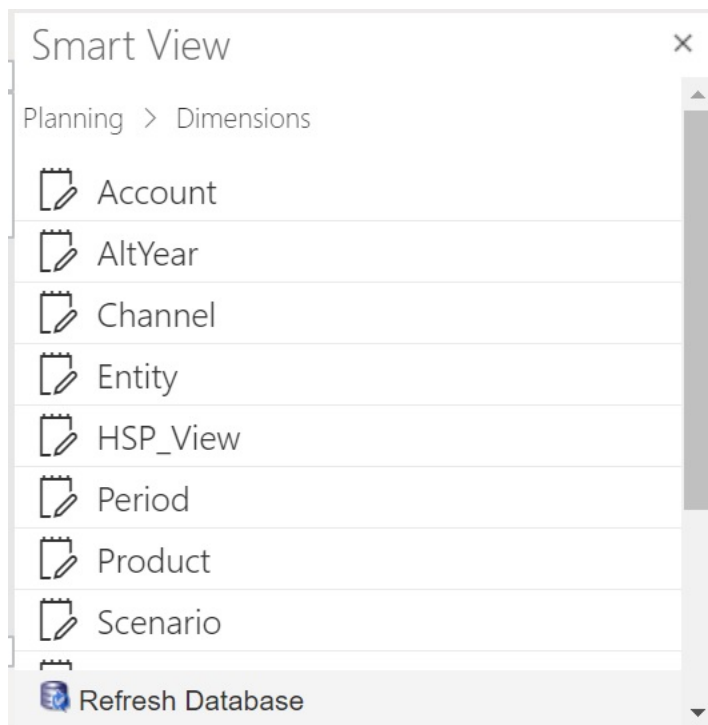 Smart View
Planning > Dimensions
Account
AltYear
Channel
Entity
HSP_View
Period
Product
Scenario
Refresh Database